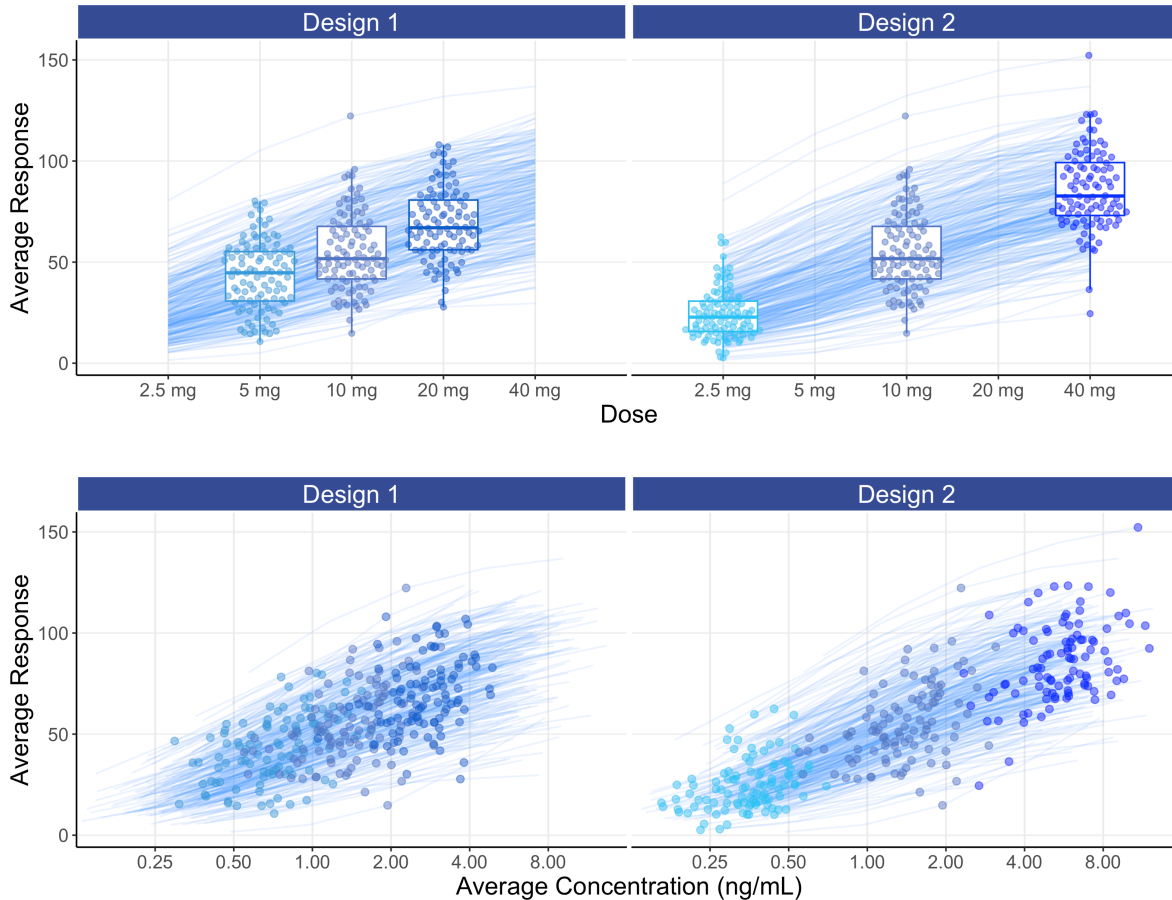 Design 1
Design 2
150
100
50
0
Average Response
2.5 mg
5 mg
10 mg
20 mg
40 mg
2.5 mg
5 mg
10 mg
20 mg
40 mg
Dose
Design 1
Design 2
150
100
50
0
Average Response
0.25
0.50
1.00
2.00
4.00
8.00
0.25
0.50
1.00
2.00
4.00
8.00
Average Concentration (ng/mL)